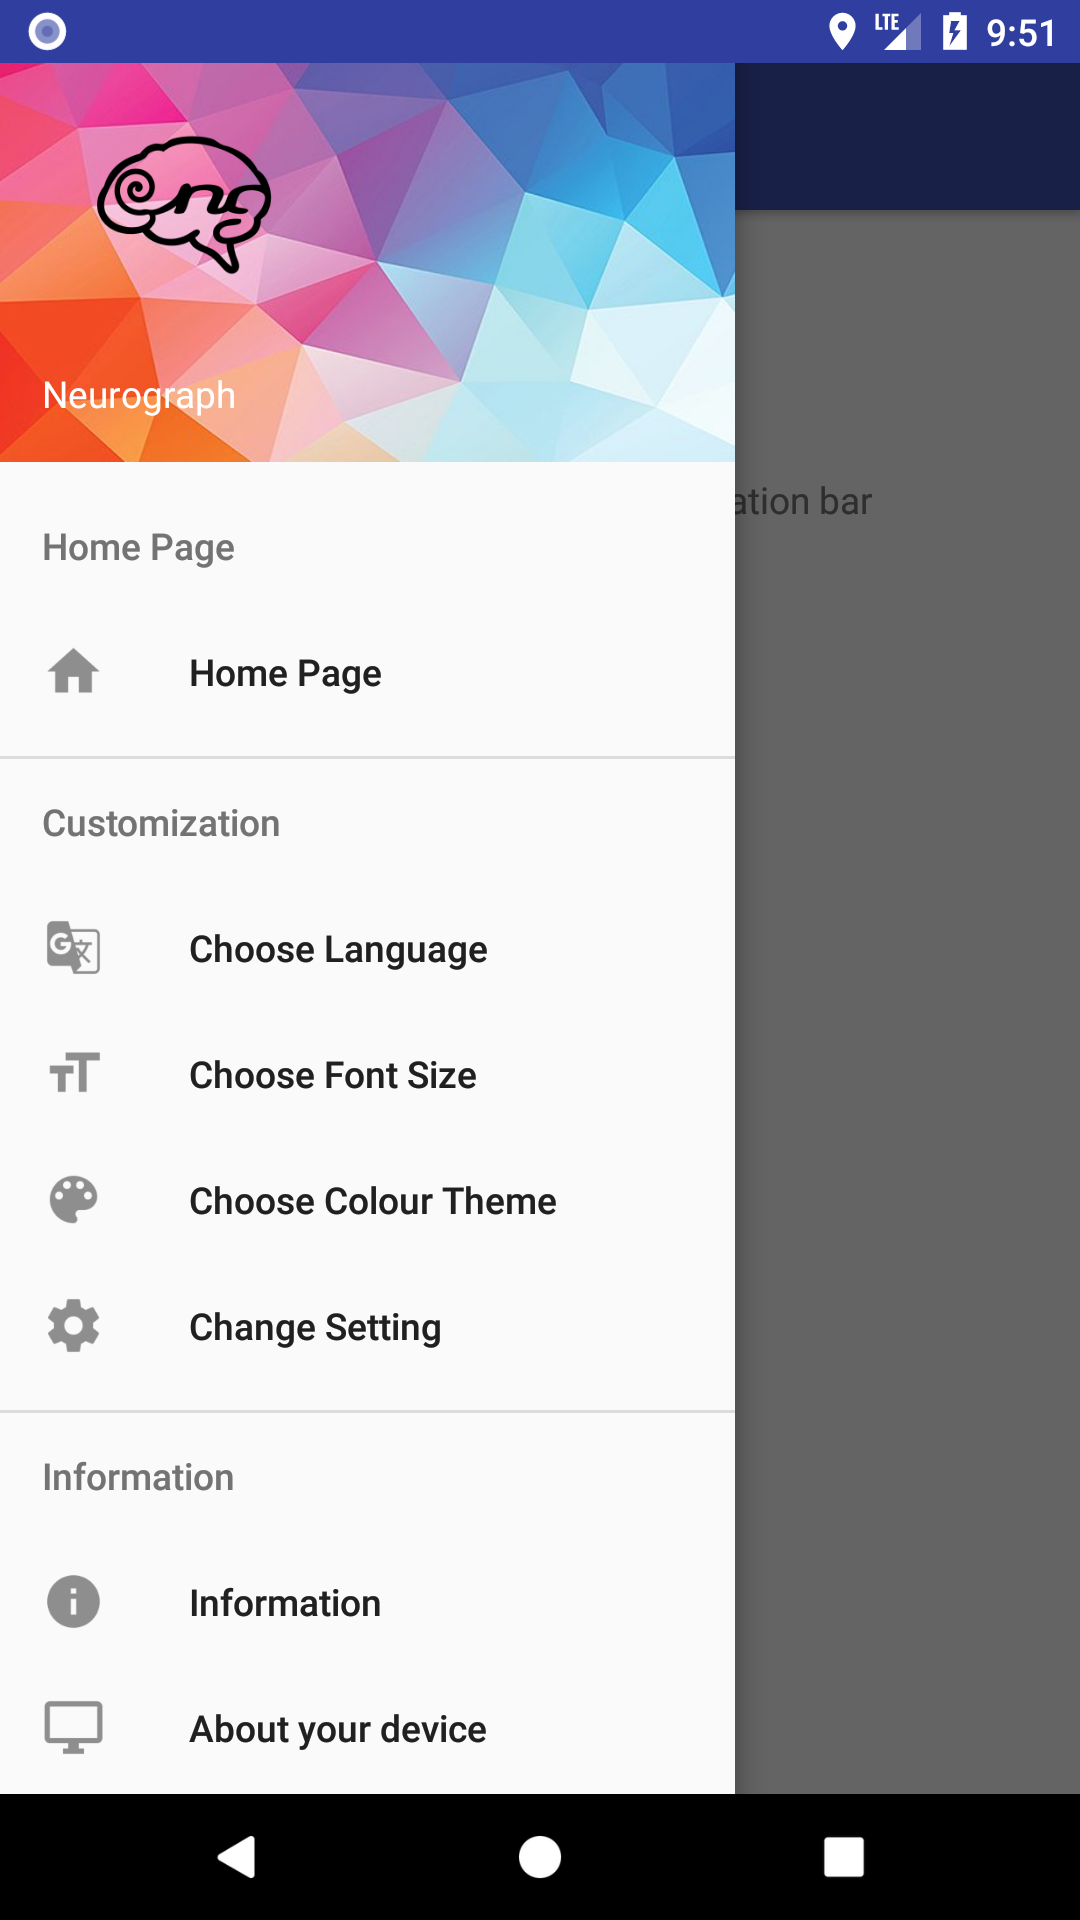 LTE 9:51
Neurograph
ation bar
Home Page
Home Page
Customization
Choose Language
Choose Font Size
Choose Colour Theme
Change Setting
Information
Information
About your device